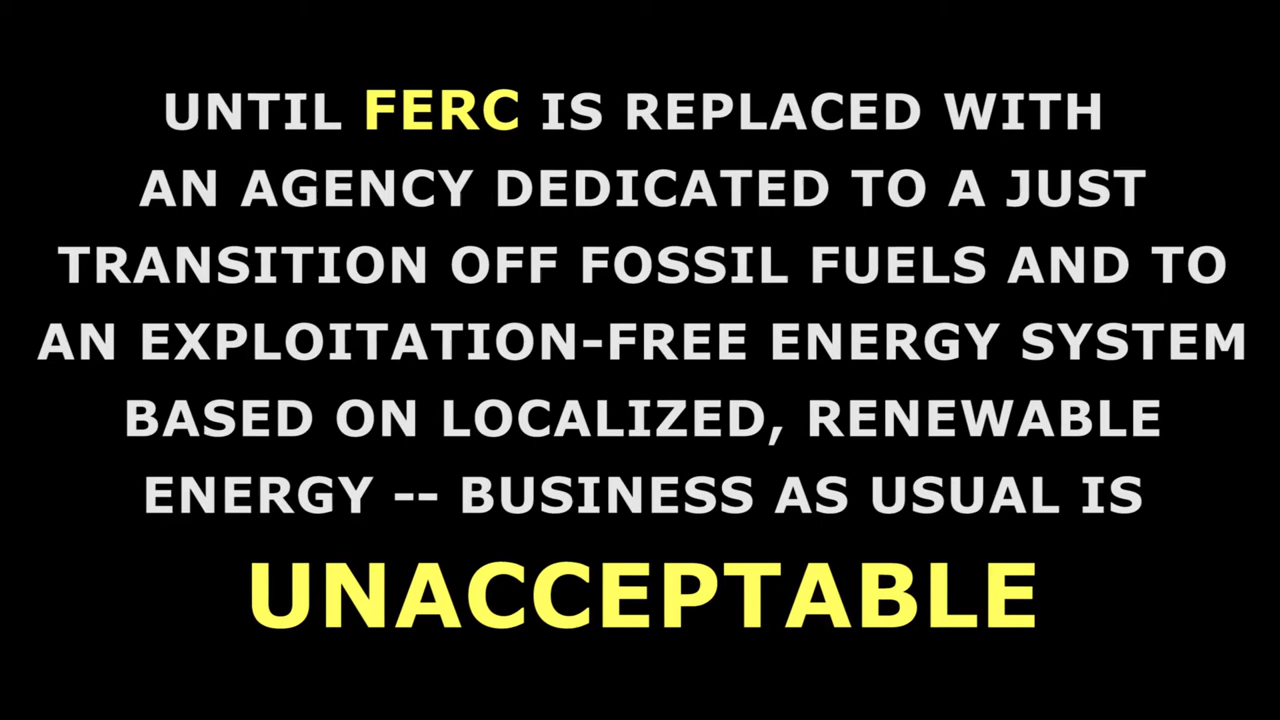 UNTIL FERC IS REPLACED WITH
AN AGENCY DEDICATED TO A JUST
TRANSITION OFF FOSSIL FUELS AND TO
AN EXPLOITATION-FREE ENERGY SYSTEM
BASED ON LOCALIZED, RENEWABLE
ENERGY -- BUSINESS AS USUAL IS
UNACCEPTABLE